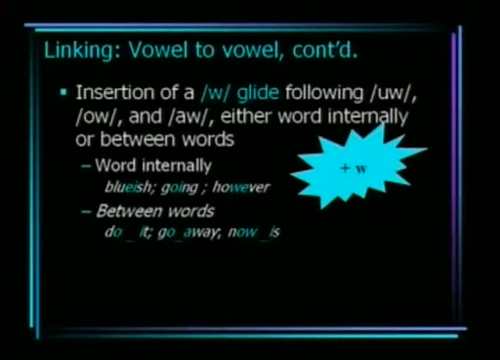 Linking: Vowel to vowel, cont'd.
Insertion of a /w/ glide following /uw/,
/ow/, and /aw/, either word internally
or between words
– Word internally
blueish; going ; however
– Between words
do _ it; go_away; now _is
+ w